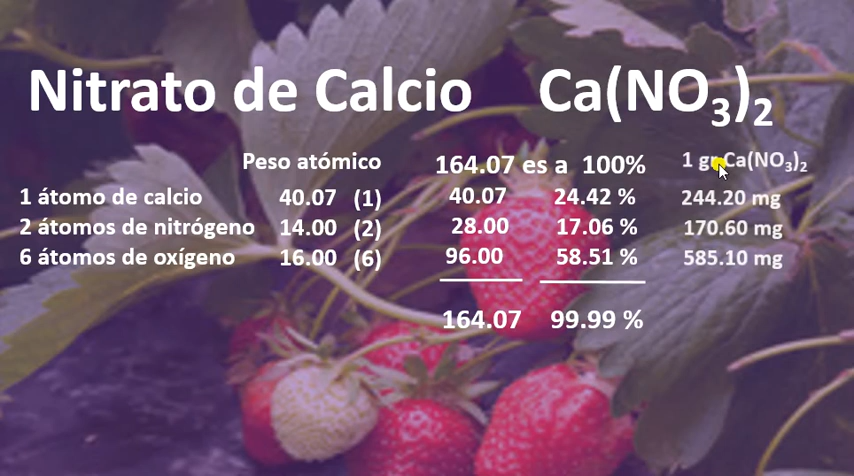 Nitrato de Calcio Ca(NO₃)₂
Peso atómico 164.07 es a 100% 1 gr Ca(NO₃)₂
1 átomo de calcio 40.07 (1) 40.07 24.42 % 244.20 mg
2 átomos de nitrógeno 14.00 (2) 28.00 17.06 % 170.60 mg
6 átomos de oxígeno 16.00 (6) 96.00 58.51 % 585.10 mg
164.07 99.99 %